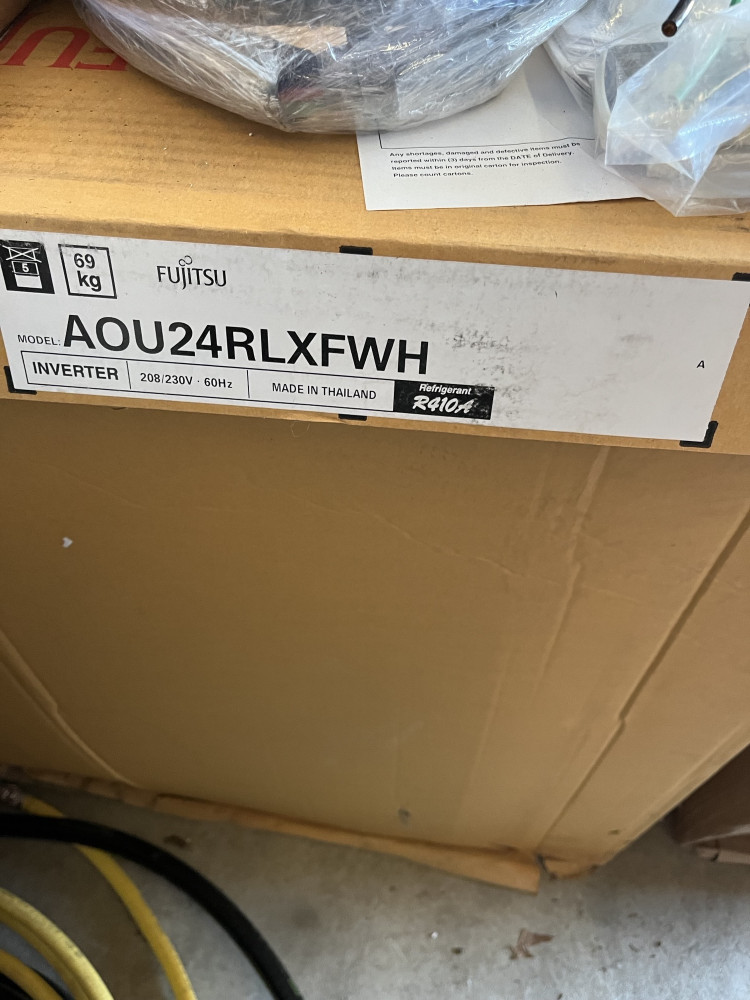 FU
Any shortages, damaged and defective items must be
reported within (3) days from the DATE of Delivery.
Items must be in original carton for inspection.
Please count cartons.
5
69
kg
FUJITSU
MODEL: AOU24RLXFWH
A
INVERTER 208/230V · 60Hz MADE IN THAILAND Refrigerant R410A